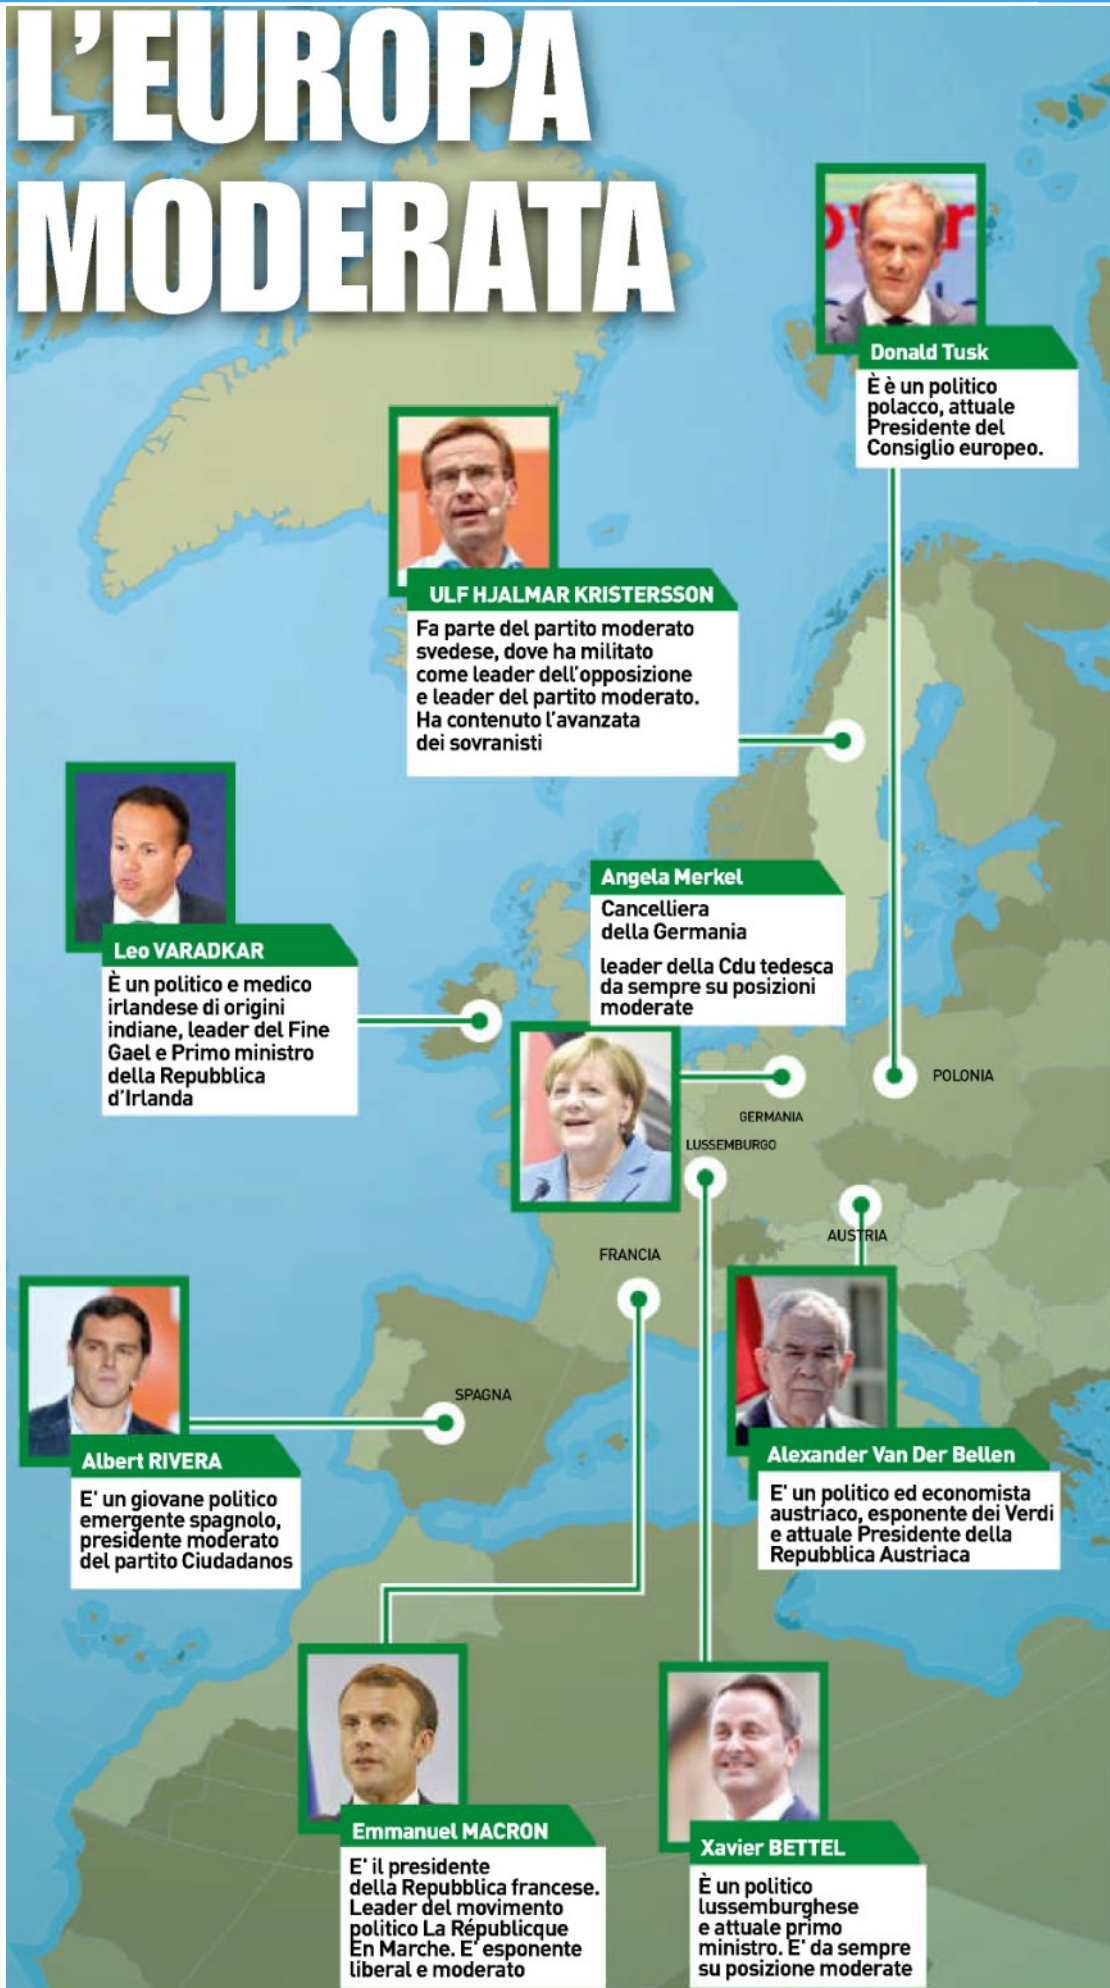 L'EUROPA
MODERATA
Donald Tusk
È è un politico
polacco, attuale
Presidente del
Consiglio europeo.
ULF HJALMAR KRISTERSSON
Fa parte del partito moderato
svedese, dove ha militato
come leader dell'opposizione
e leader del partito moderato.
Ha contenuto l'avanzata
dei sovranisti
Leo VARADKAR
È un politico e medico
irlandese di origini
indiane, leader del Fine
Gael e Primo ministro
della Repubblica
d'Irlanda
Angela Merkel
Cancelliera
della Germania
leader della Cdu tedesca
da sempre su posizioni
moderate
POLONIA
GERMANIA
LUSSEMBURGO
AUSTRIA
FRANCIA
SPAGNA
Albert RIVERA
E' un giovane politico
emergente spagnolo,
presidente moderato
del partito Ciudadanos
Alexander Van Der Bellen
E' un politico ed economista
austriaco, esponente dei Verdi
e attuale Presidente della
Repubblica Austriaca
Emmanuel MACRON
E' il presidente
della Repubblica francese.
Leader del movimento
politico La Républicque
En Marche. E' esponente
liberal e moderato
Xavier BETTEL
È un politico
lussemburghese
e attuale primo
ministro. E' da sempre
su posizione moderate